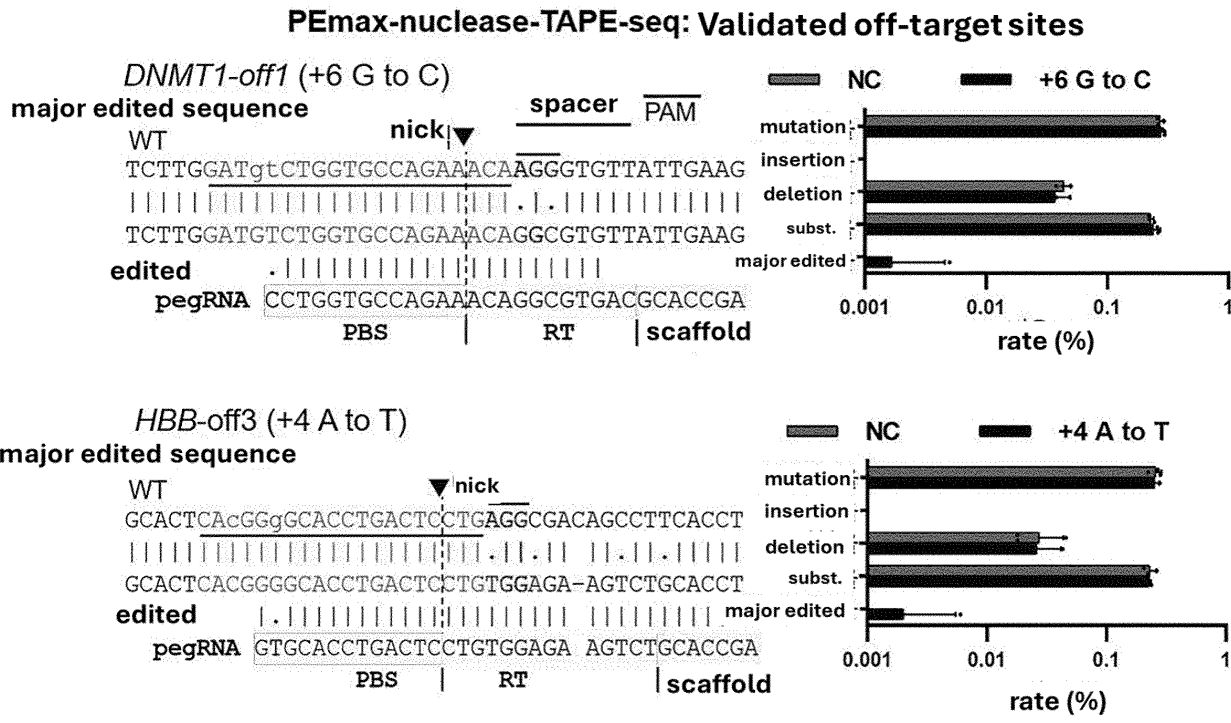 PEmax-nuclease-TAPE-seq: Validated off-target sites
DNMT1-off1 (+6 G to C)
major edited sequence
nick
spacer
PAM
WT
TCTTGGATgtCTGGTGCCAGAAACAAGGGTGTTATTGAAG
TCTTGGATGTCTGGTGCCAGAAACAGGCGTGTTATTGAAG
edited
pegRNA CCTGGTGCCAGAAACAGGCGTGACGCACCGA
PBS | RT | scaffold
NC +6 G to C
mutation
insertion
deletion
subst.
major edited
0.001 0.01 0.1 1
rate (%)
HBB-off3 (+4 A to T)
major edited sequence
WT
nick
GCACTCAcGGgGCACCTGACTCCTGAGGCGACAGCCTTCACCT
GCACTCACGGGGCACCTGACTCCTGTGGAGA-AGTCTGCACCT
edited
pegRNA GTGCACCTGACTCCTGTGGAGA AGTCTGCACCGA
PBS | RT | scaffold
NC +4 A to T
mutation
insertion
deletion
subst.
major edited
0.001 0.01 0.1 1
rate (%)